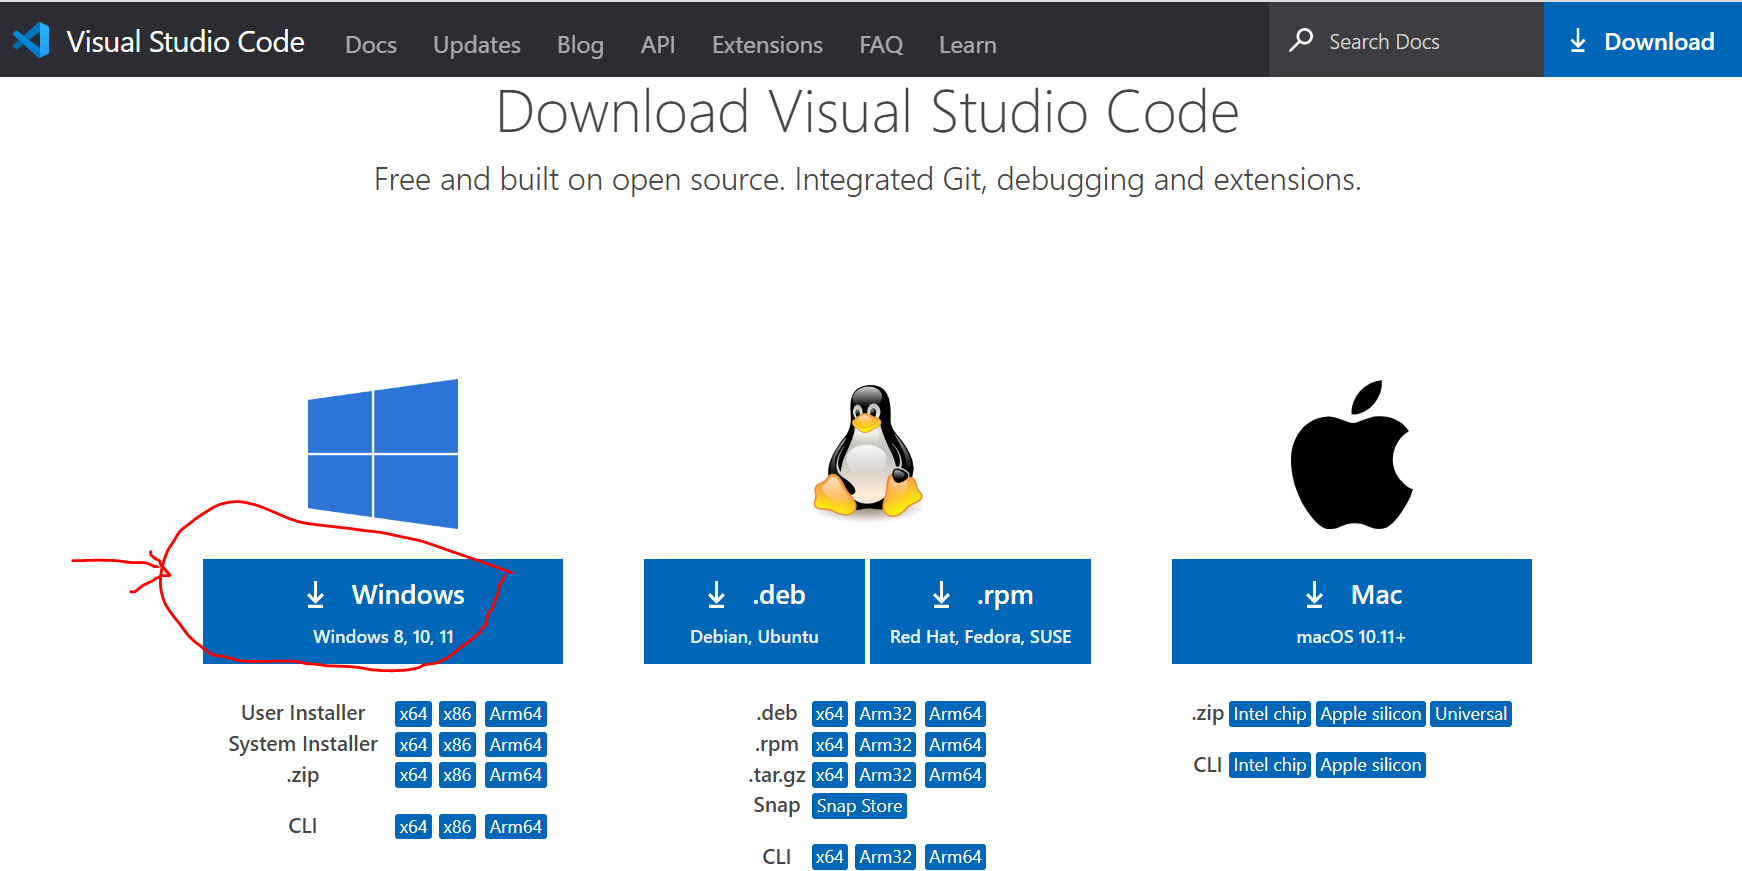 Visual Studio Code Docs Updates Blog API Extensions FAQ Learn Search Docs Download
Download Visual Studio Code
Free and built on open source. Integrated Git, debugging and extensions.
Windows
Windows 8, 10, 11
User Installer x64 x86 Arm64
System Installer x64 x86 Arm64
.zip x64 x86 Arm64
CLI x64 x86 Arm64
.deb
Debian, Ubuntu
.rpm
Red Hat, Fedora, SUSE
.deb x64 Arm32 Arm64
.rpm x64 Arm32 Arm64
.tar.gz x64 Arm32 Arm64
Snap Snap Store
CLI x64 Arm32 Arm64
Mac
macOS 10.11+
.zip Intel chip Apple silicon Universal
CLI Intel chip Apple silicon